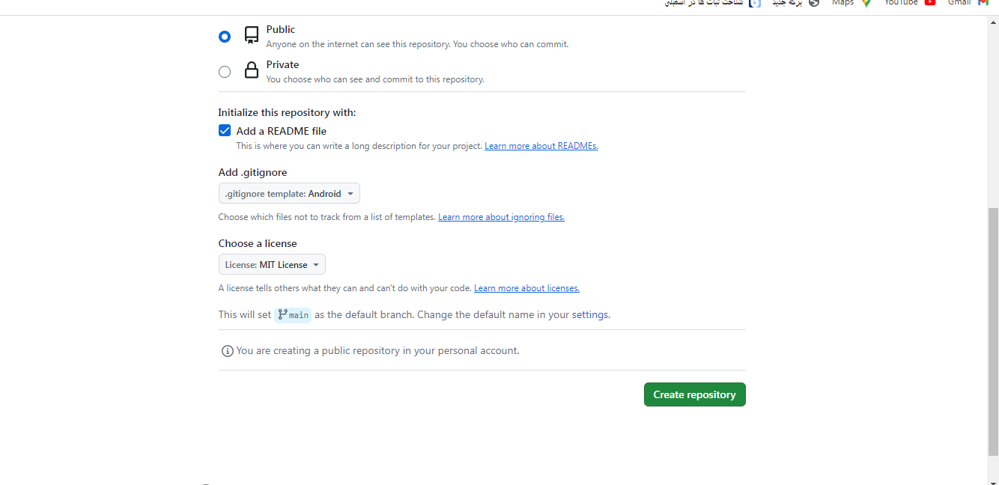 شناخت ثبات ها در اسمبلی برگه جدید Maps YouTube Gmail
Public
Anyone on the internet can see this repository. You choose who can commit.
Private
You choose who can see and commit to this repository.
Initialize this repository with:
Add a README file
This is where you can write a long description for your project. Learn more about READMEs.
Add .gitignore
.gitignore template: Android
Choose which files not to track from a list of templates. Learn more about ignoring files.
Choose a license
License: MIT License
A license tells others what they can and can't do with your code. Learn more about licenses.
This will set main as the default branch. Change the default name in your settings.
You are creating a public repository in your personal account.
Create repository